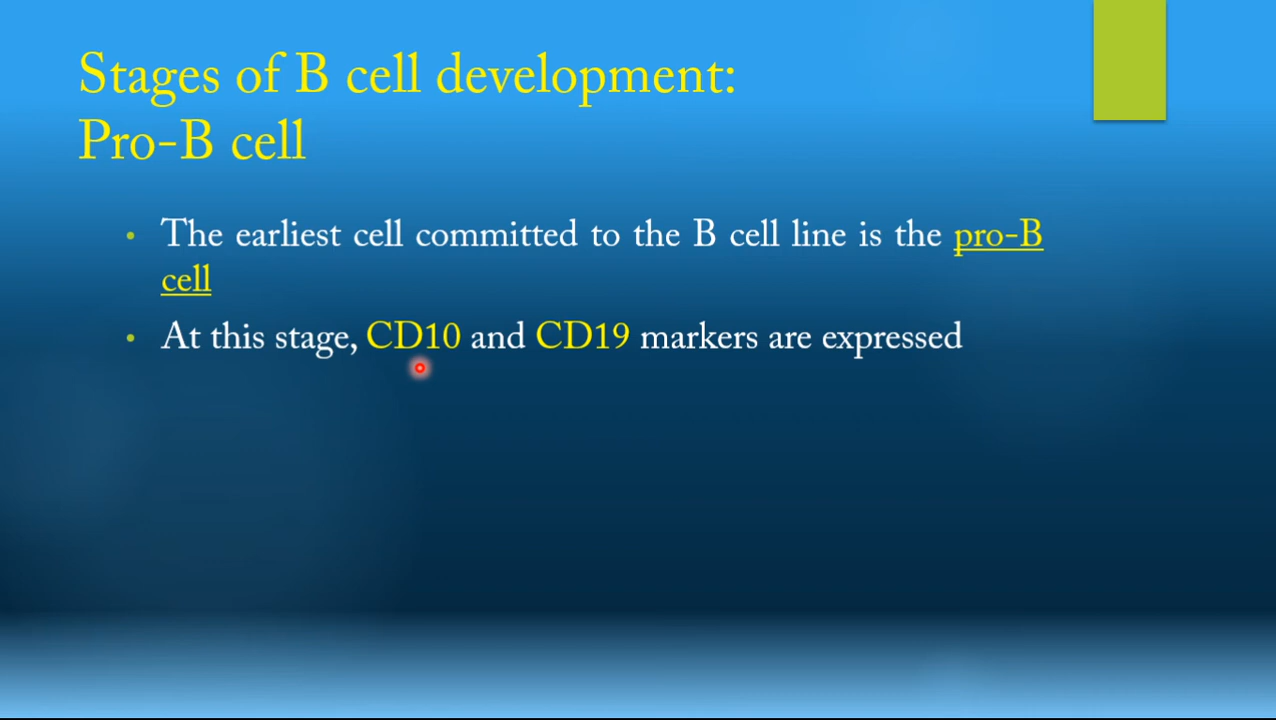 Stages of B cell development:
Pro-B cell
• The earliest cell committed to the B cell line is the pro-B
cell
• At this stage, CD10 and CD19 markers are expressed